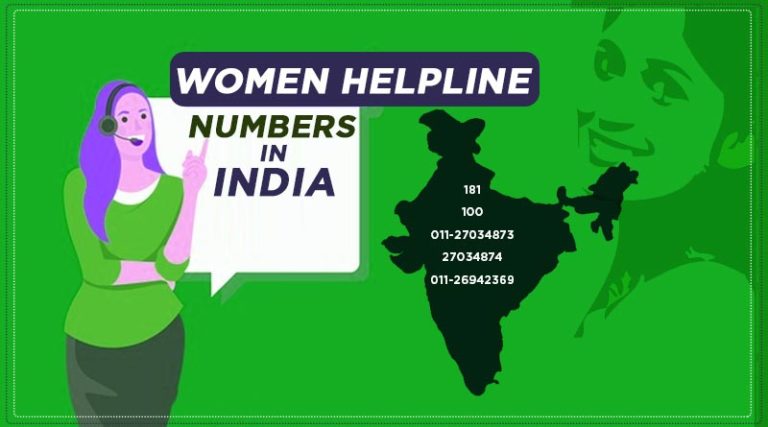 WOMEN HELPLINE
NUMBERS
IN
INDIA
181
100
011-27034873
27034874
011-26942369